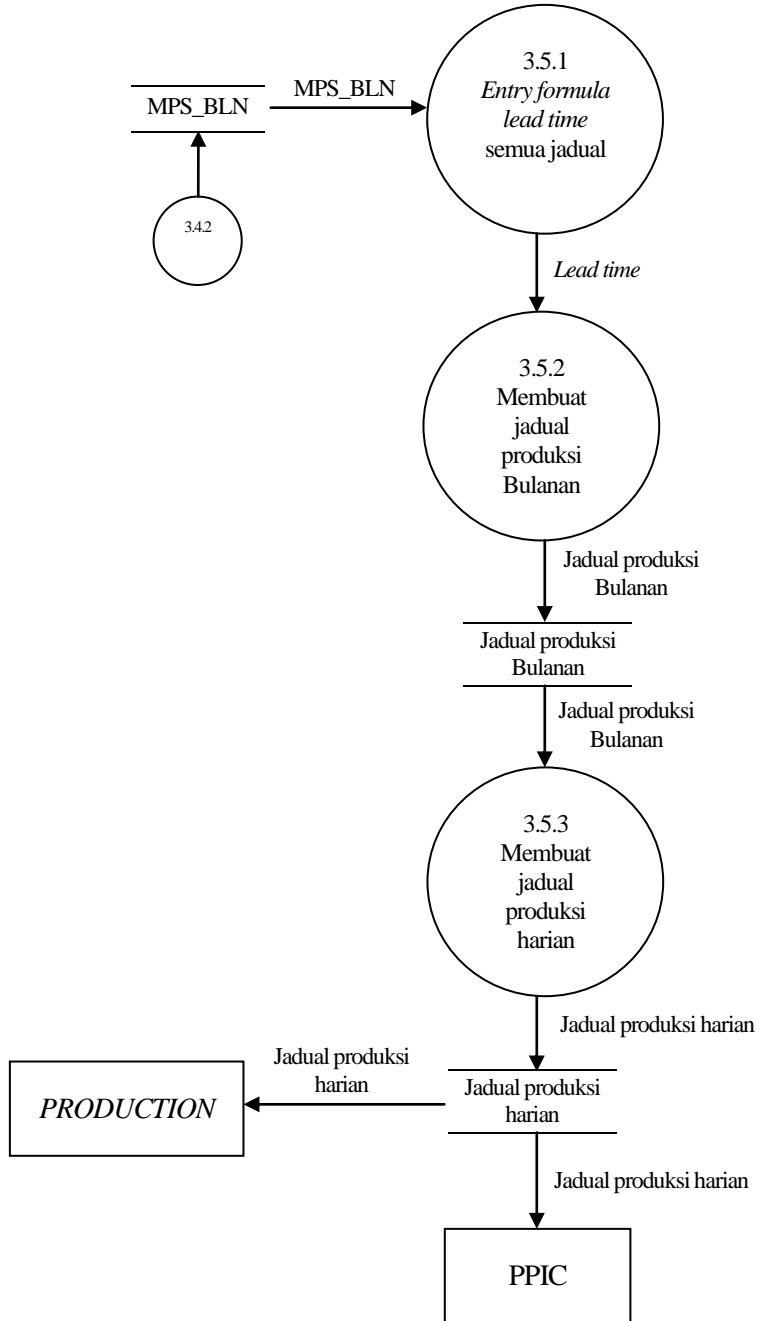 3.5.1
Entry formula
lead time
semua jadual
MPS_BLN
MPS_BLN
3.4.2
Lead time
3.5.2
Membuat
jadual
produksi
Bulanan
Jadual produksi
Bulanan
Jadual produksi
Bulanan
Jadual produksi
Bulanan
3.5.3
Membuat
jadual
produksi
harian
Jadual produksi harian
Jadual produksi
harian
PRODUCTION
Jadual produksi
harian
Jadual produksi harian
PPIC